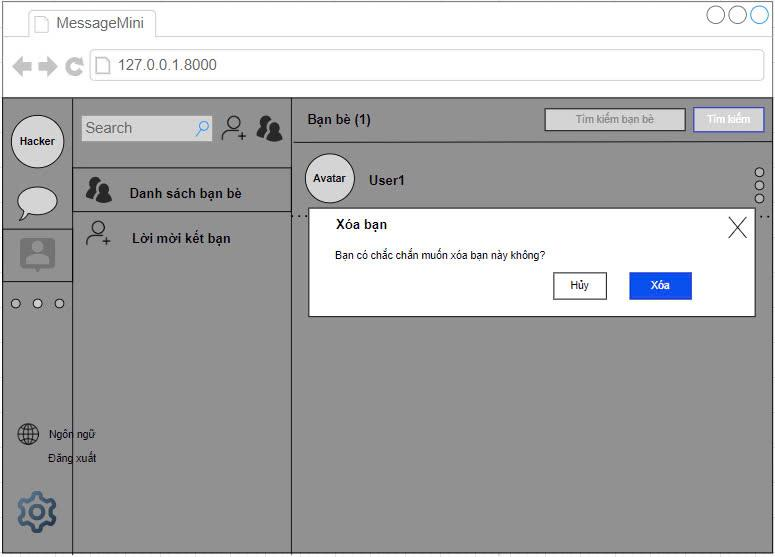 MessageMini
127.0.0.1.8000
Hacker
Search
Bạn bè (1)
Tìm kiếm bạn bè
Tìm kiếm
Danh sách bạn bè
Avatar
User1
Lời mời kết bạn
Xóa bạn
Bạn có chắc chắn muốn xóa bạn này không?
Hủy
Xóa
Ngôn ngữ
Đăng xuất